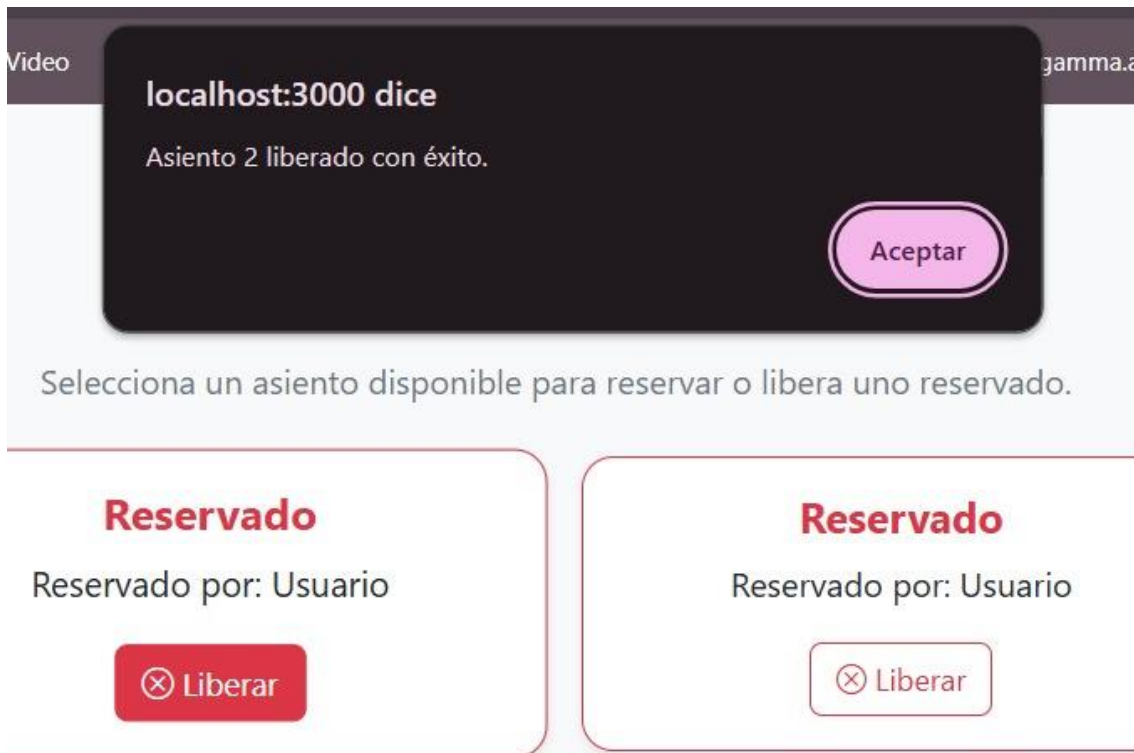 Video
localhost:3000 dice
Asiento 2 liberado con éxito.
Aceptar
Selecciona un asiento disponible para reservar o libera uno reservado.
Reservado
Reservado por: Usuario
Liberar
Reservado
Reservado por: Usuario
Liberar